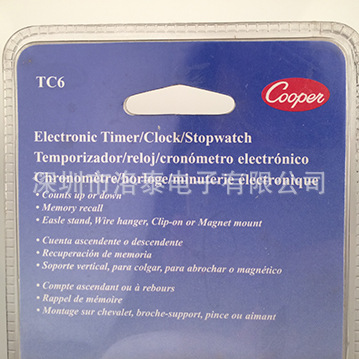 TC6
Cooper
Electronic Timer/Clock/Stopwatch
Temporizador/reloj/cronómetro electrónico
Chronomètre/horloge/minuterie électronique
深圳市浩泰电子有限公司
• Counts up or down
• Memory recall
• Easle stand, Wire hanger, Clip-on or Magnet mount
• Cuenta ascendente o descendente
• Recuperación de memoria
• Soporte vertical, para colgar, para abrochar o magnético
• Compte ascendant ou à rebours
• Rappel de mémoire
• Montage sur chevalet, broche-support, pince ou aimant